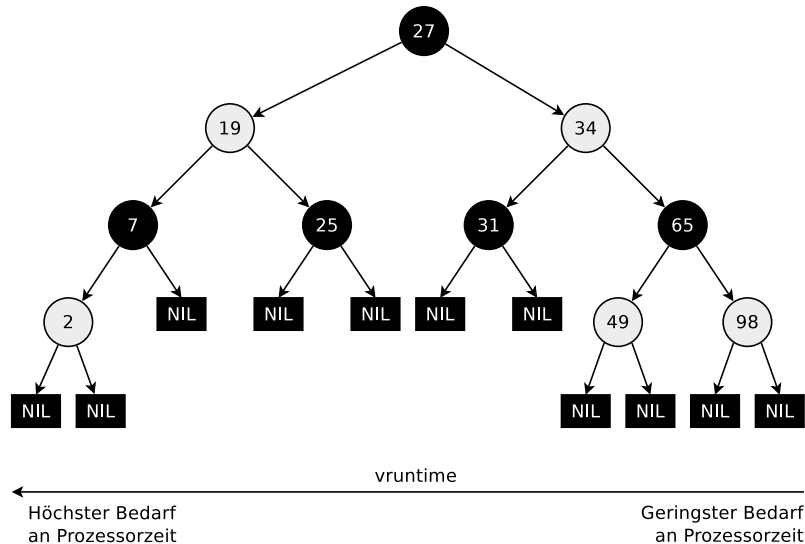 27
19
34
7
25
31
65
NIL
NIL
NIL
NIL
NIL
2
49
98
NIL
NIL
NIL
NIL
NIL
NIL
vruntime
Höchster Bedarf
an Prozessorzeit
Geringster Bedarf
an Prozessorzeit